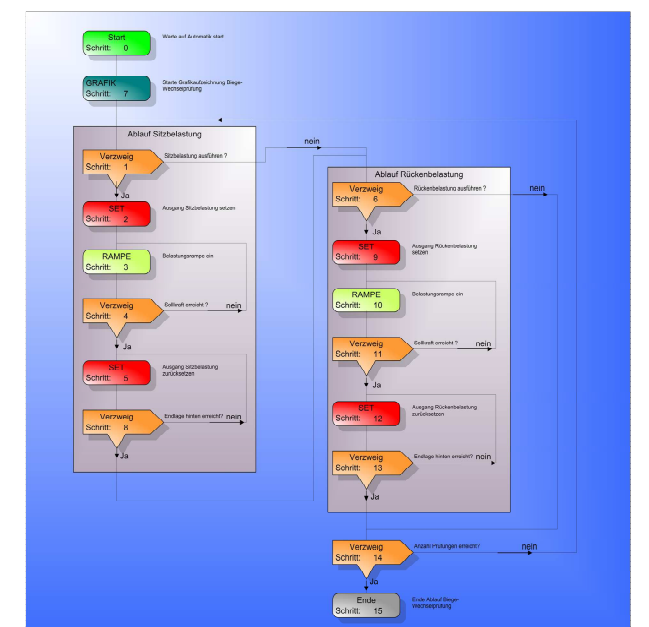 Start
Schritt: 0
Warte auf Automatik start
GRAFIK
Schritt: 7
Starte Grafikaufzeichnung Biege-
Wechselprüfung
Ablauf Sitzbelastung
Verzweig
Schritt: 1
Sitzbelastung ausführen ?
nein
Ja
SET
Schritt: 2
Ausgang Sitzbelastung setzen
RAMPE
Schritt: 3
Belastungsrampe ein
Verzweig
Schritt: 4
Sollkraft erreicht ?
nein
Ja
SET
Schritt: 5
Ausgang Sitzbelastung
zurücksetzen
Verzweig
Schritt: 8
Endlage hinten erreicht?
nein
Ja
Ablauf Rückenbelastung
Verzweig
Schritt: 6
Rückenbelastung ausführen ?
nein
Ja
SET
Schritt: 9
Ausgang Rückenbelastung
setzen
RAMPE
Schritt: 10
Belastungsrampe ein
Verzweig
Schritt: 11
Sollkraft erreicht ?
nein
Ja
SET
Schritt: 12
Ausgang Rückenbelastung
zurücksetzen
Verzweig
Schritt: 13
Endlage hinten erreicht?
nein
Ja
Verzweig
Schritt: 14
Anzahl Prüfungen erreicht?
nein
Ja
Ende
Schritt: 15
Ende Ablauf Biege-
Wechselprüfung